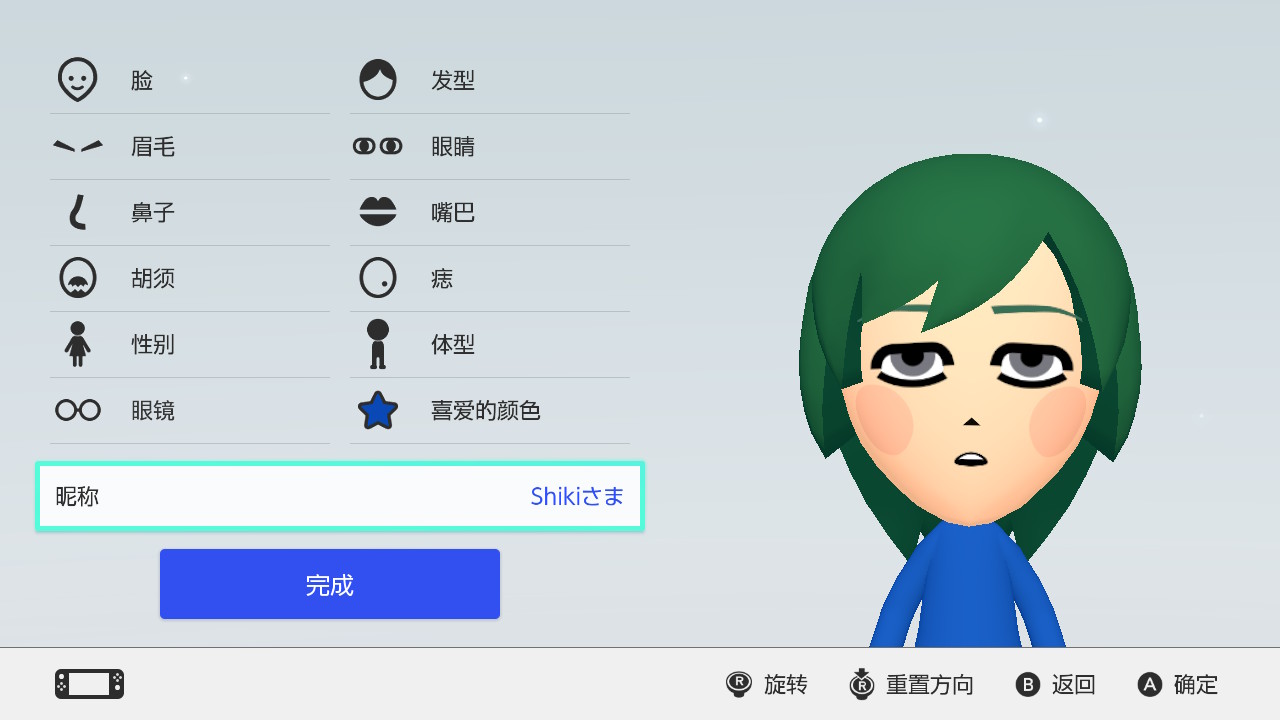 脸
发型
眉毛
眼睛
鼻子
嘴巴
胡须
痣
性别
体型
眼镜
喜爱的颜色
昵称 Shikiさま
完成
R 旋转
R 重置方向
B 返回
A 确定